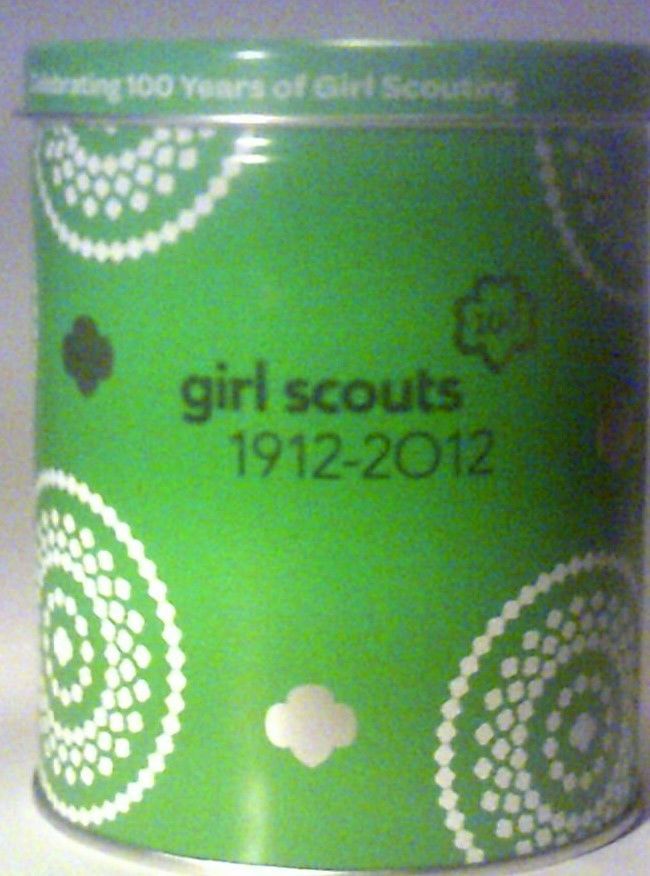 Celebrating 100 Years of Girl Scouting
girl scouts
1912-2012